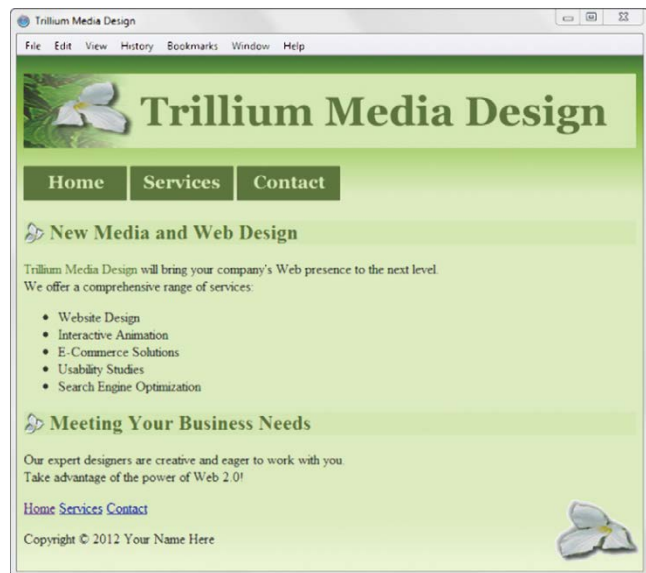 Trillium Media Design
File Edit View History Bookmarks Window Help
Trillium Media Design
Home Services Contact
New Media and Web Design
Trillium Media Design will bring your company's Web presence to the next level.
We offer a comprehensive range of services:
• Website Design
• Interactive Animation
• E-Commerce Solutions
• Usability Studies
• Search Engine Optimization
Meeting Your Business Needs
Our expert designers are creative and eager to work with you.
Take advantage of the power of Web 2.0!
Home Services Contact
Copyright © 2012 Your Name Here